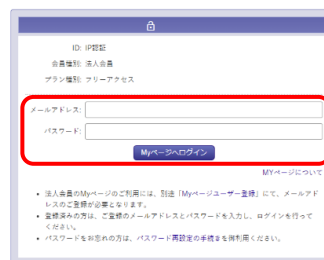 ID: IP認証
会員種別: 法人会員
プラン種別: フリーアクセス
メールアドレス:
パスワード:
Myページへログイン
MYページについて
法人会員のMyページのご利用には、別途「Myページユーザー登録」にて、メールアド
レスのご登録が必要となります。
登録済みの方は、ご登録のメールアドレスとパスワードを入力し、ログインを行って
ください。
パスワードをお忘れの方は、パスワード再設定の手続きを御利用ください。